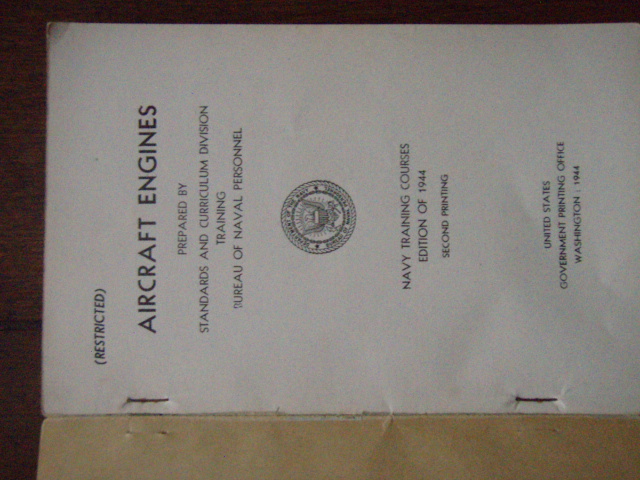 (RESTRICTED)
AIRCRAFT ENGINES
PREPARED BY
STANDARDS AND CURRICULUM DIVISION
TRAINING
BUREAU OF NAVAL PERSONNEL
NAVY TRAINING COURSES
EDITION OF 1944
SECOND PRINTING
UNITED STATES
GOVERNMENT PRINTING OFFICE
WASHINGTON : 1944